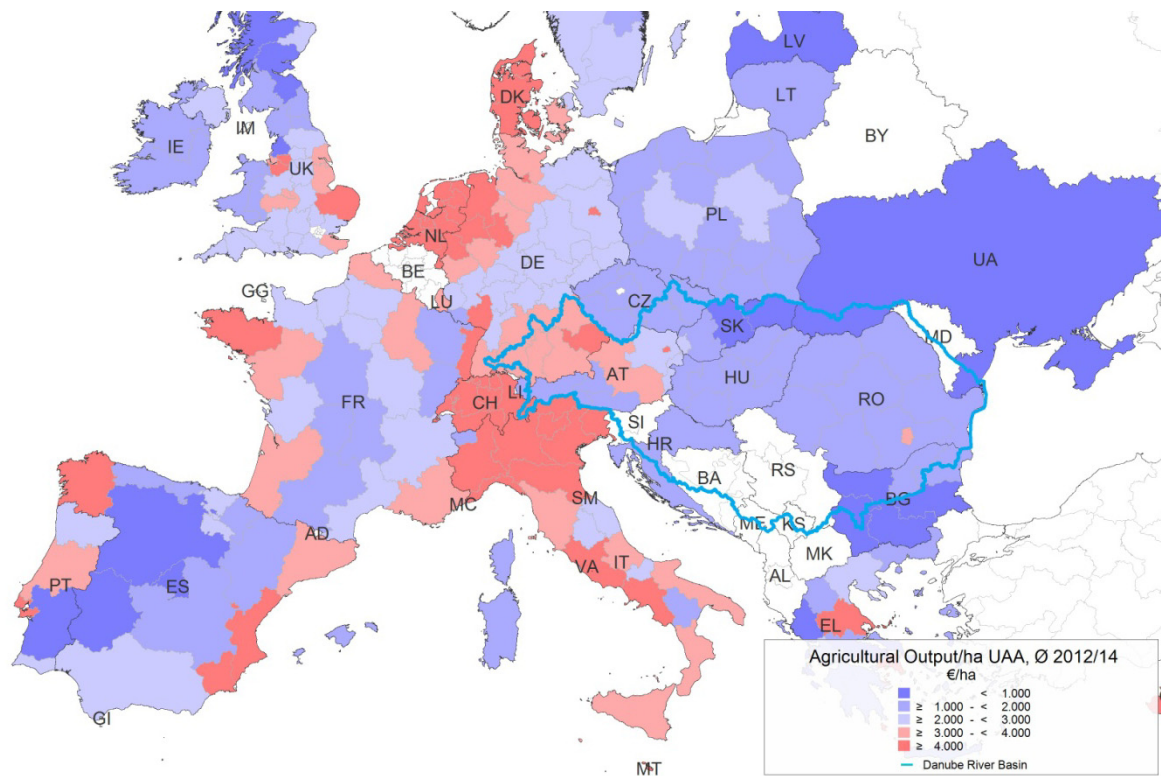 LV
DK
LT
IE
IM
BY
UK
NL
PL
BE
DE
UA
GG
LU
CZ
SK
MD
AT
HU
FR
CH
LI
RO
SI
HR
BA
RS
MC
SM
BG
AD
ME
KS
VA
IT
MK
PT
ES
AL
EL
GI
MT
Agricultural Output/ha UAA, Ø 2012/14
€/ha
< 1.000
≥ 1.000 - < 2.000
≥ 2.000 - < 3.000
≥ 3.000 - < 4.000
≥ 4.000
Danube River Basin